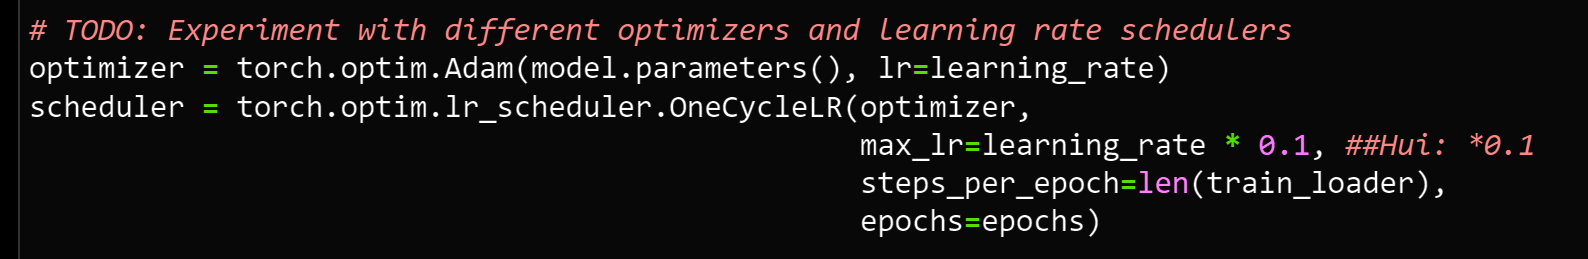 # TODO: Experiment with different optimizers and learning rate schedulers
optimizer = torch.optim.Adam(model.parameters(), lr=learning_rate)
scheduler = torch.optim.lr_scheduler.OneCycleLR(optimizer,
max_lr=learning_rate * 0.1, ##Hui: *0.1
steps_per_epoch=len(train_loader),
epochs=epochs)